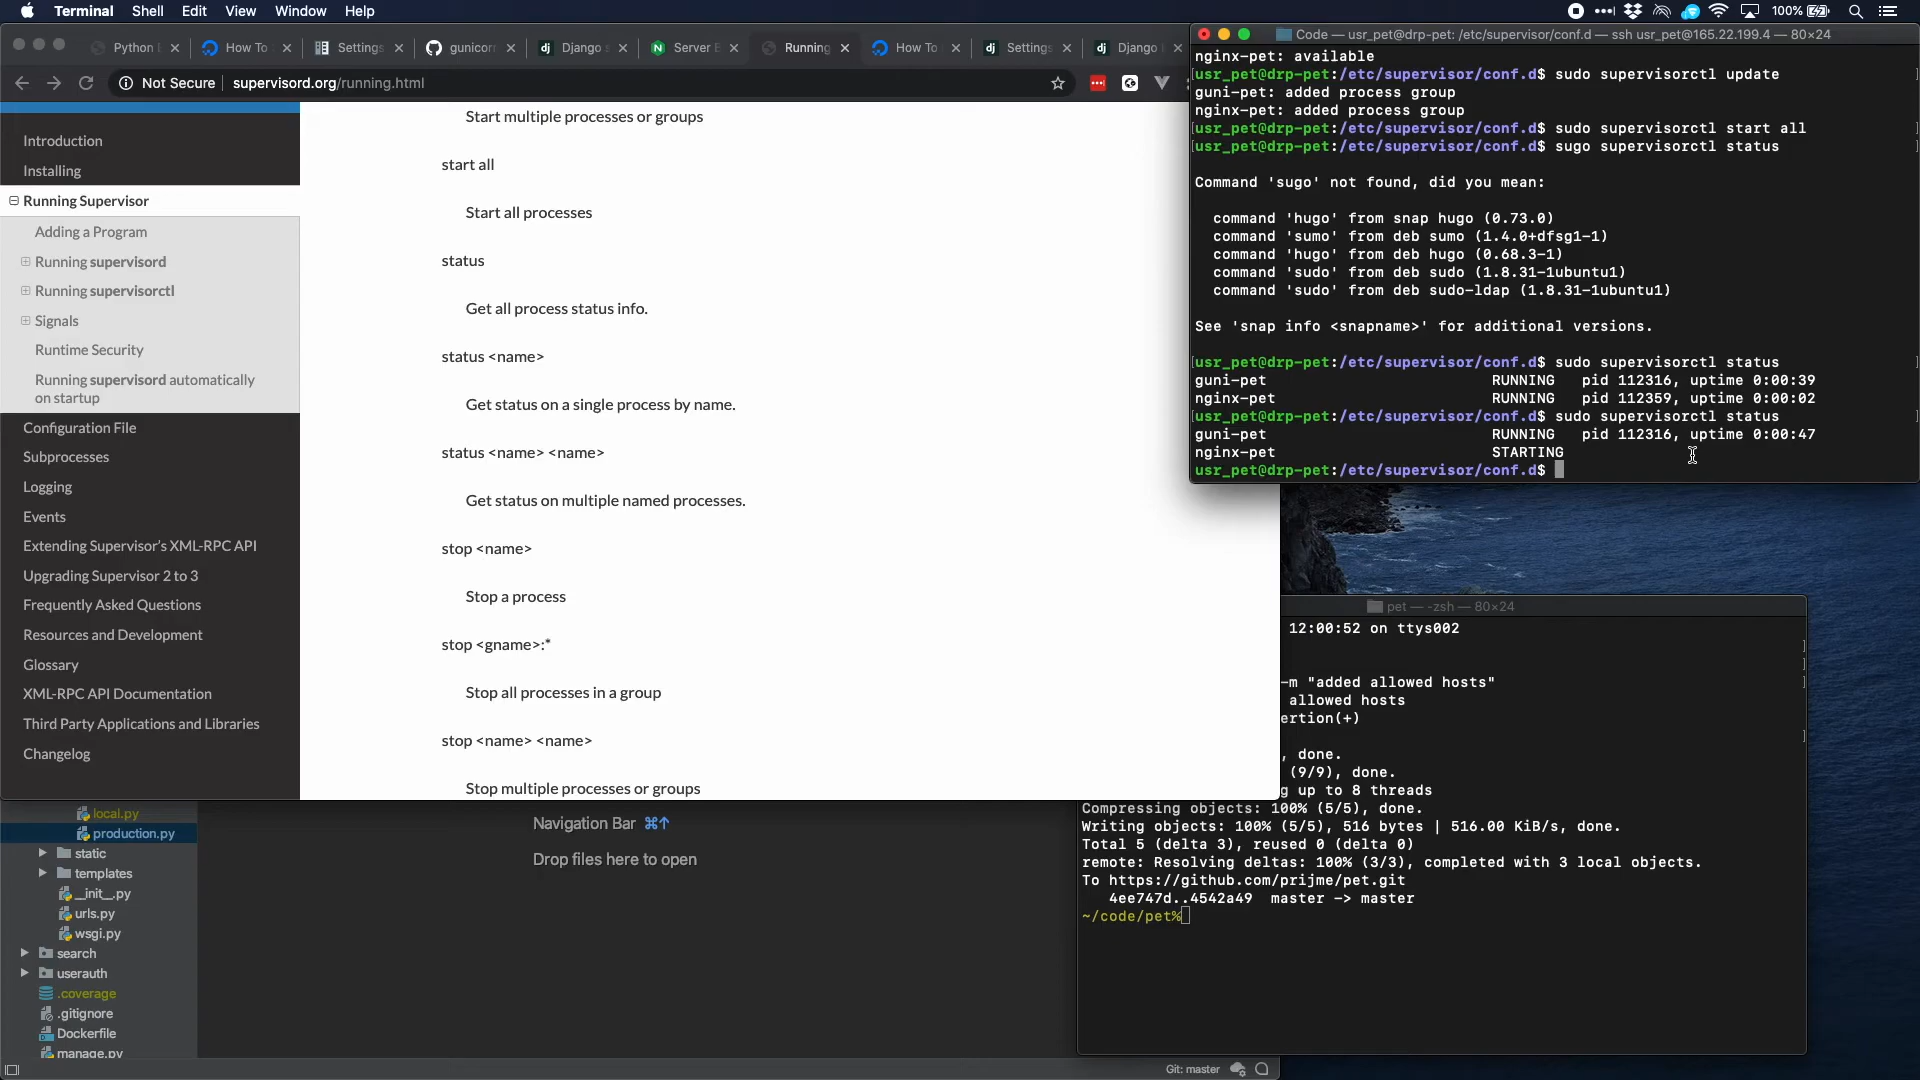 Terminal Shell Edit View Window Help
100%
Python
How To
Settings
gunicorn
Django s
Server B
Running
How To
Settings
Django
Not Secure | supervisord.org/running.html
Introduction
Installing
Running Supervisor
Adding a Program
Running supervisord
Running supervisorctl
Signals
Runtime Security
Running supervisord automatically
on startup
Configuration File
Subprocesses
Logging
Events
Extending Supervisor's XML-RPC API
Upgrading Supervisor 2 to 3
Frequently Asked Questions
Resources and Development
Glossary
XML-RPC API Documentation
Third Party Applications and Libraries
Changelog
Start multiple processes or groups
start all
Start all processes
status
Get all process status info.
status <name>
Get status on a single process by name.
status <name> <name>
Get status on multiple named processes.
stop <name>
Stop a process
stop <gname>:*
Stop all processes in a group
stop <name> <name>
Stop multiple processes or groups
Code — usr_pet@drp-pet: /etc/supervisor/conf.d — ssh usr_pet@165.22.199.4 — 80×24
nginx-pet: available
[usr_pet@drp-pet:/etc/supervisor/conf.d$ sudo supervisorctl update ]
guni-pet: added process group
nginx-pet: added process group
[usr_pet@drp-pet:/etc/supervisor/conf.d$ sudo supervisorctl start all ]
[usr_pet@drp-pet:/etc/supervisor/conf.d$ sugo supervisorctl status ]
Command 'sugo' not found, did you mean:
command 'hugo' from snap hugo (0.73.0)
command 'sumo' from deb sumo (1.4.0+dfsg1-1)
command 'hugo' from deb hugo (0.68.3-1)
command 'sudo' from deb sudo (1.8.31-1ubuntu1)
command 'sudo' from deb sudo-ldap (1.8.31-1ubuntu1)
See 'snap info <snapname>' for additional versions.
[usr_pet@drp-pet:/etc/supervisor/conf.d$ sudo supervisorctl status ]
guni-pet RUNNING pid 112316, uptime 0:00:39
nginx-pet RUNNING pid 112359, uptime 0:00:02
[usr_pet@drp-pet:/etc/supervisor/conf.d$ sudo supervisorctl status ]
guni-pet RUNNING pid 112316, uptime 0:00:47
nginx-pet STARTING
usr_pet@drp-pet:/etc/supervisor/conf.d$
pet — -zsh — 80×24
12:00:52 on ttys002
-m "added allowed hosts"
allowed hosts
ertion(+)
, done.
(9/9), done.
g up to 8 threads
Compressing objects: 100% (5/5), done.
Writing objects: 100% (5/5), 516 bytes | 516.00 KiB/s, done.
Total 5 (delta 3), reused 0 (delta 0)
remote: Resolving deltas: 100% (3/3), completed with 3 local objects.
To https://github.com/prijme/pet.git
4ee747d..4542a49 master -> master
~/code/pet%
local.py
production.py
static
templates
__init__.py
urls.py
wsgi.py
search
userauth
.coverage
.gitignore
Dockerfile
manage.py
Navigation Bar ⌘↑
Drop files here to open
Git: master